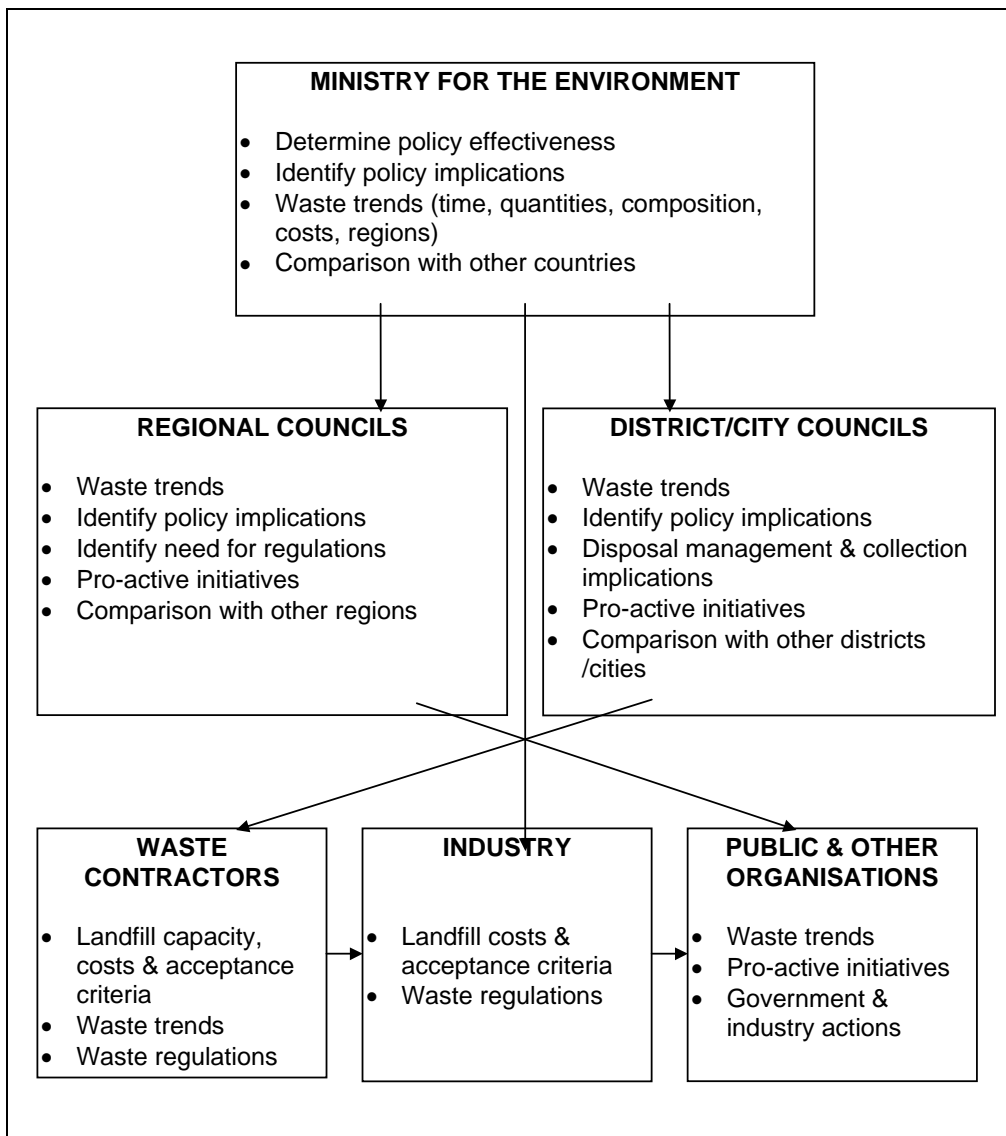 MINISTRY FOR THE ENVIRONMENT
• Determine policy effectiveness
• Identify policy implications
• Waste trends (time, quantities, composition,
costs, regions)
• Comparison with other countries
REGIONAL COUNCILS
• Waste trends
• Identify policy implications
• Identify need for regulations
• Pro-active initiatives
• Comparison with other regions
DISTRICT/CITY COUNCILS
• Waste trends
• Identify policy implications
• Disposal management & collection
implications
• Pro-active initiatives
• Comparison with other districts
/cities
WASTE
CONTRACTORS
• Landfill capacity,
costs & acceptance
criteria
• Waste trends
• Waste regulations
INDUSTRY
• Landfill costs &
acceptance criteria
• Waste regulations
PUBLIC & OTHER
ORGANISATIONS
• Waste trends
• Pro-active initiatives
• Government &
industry actions